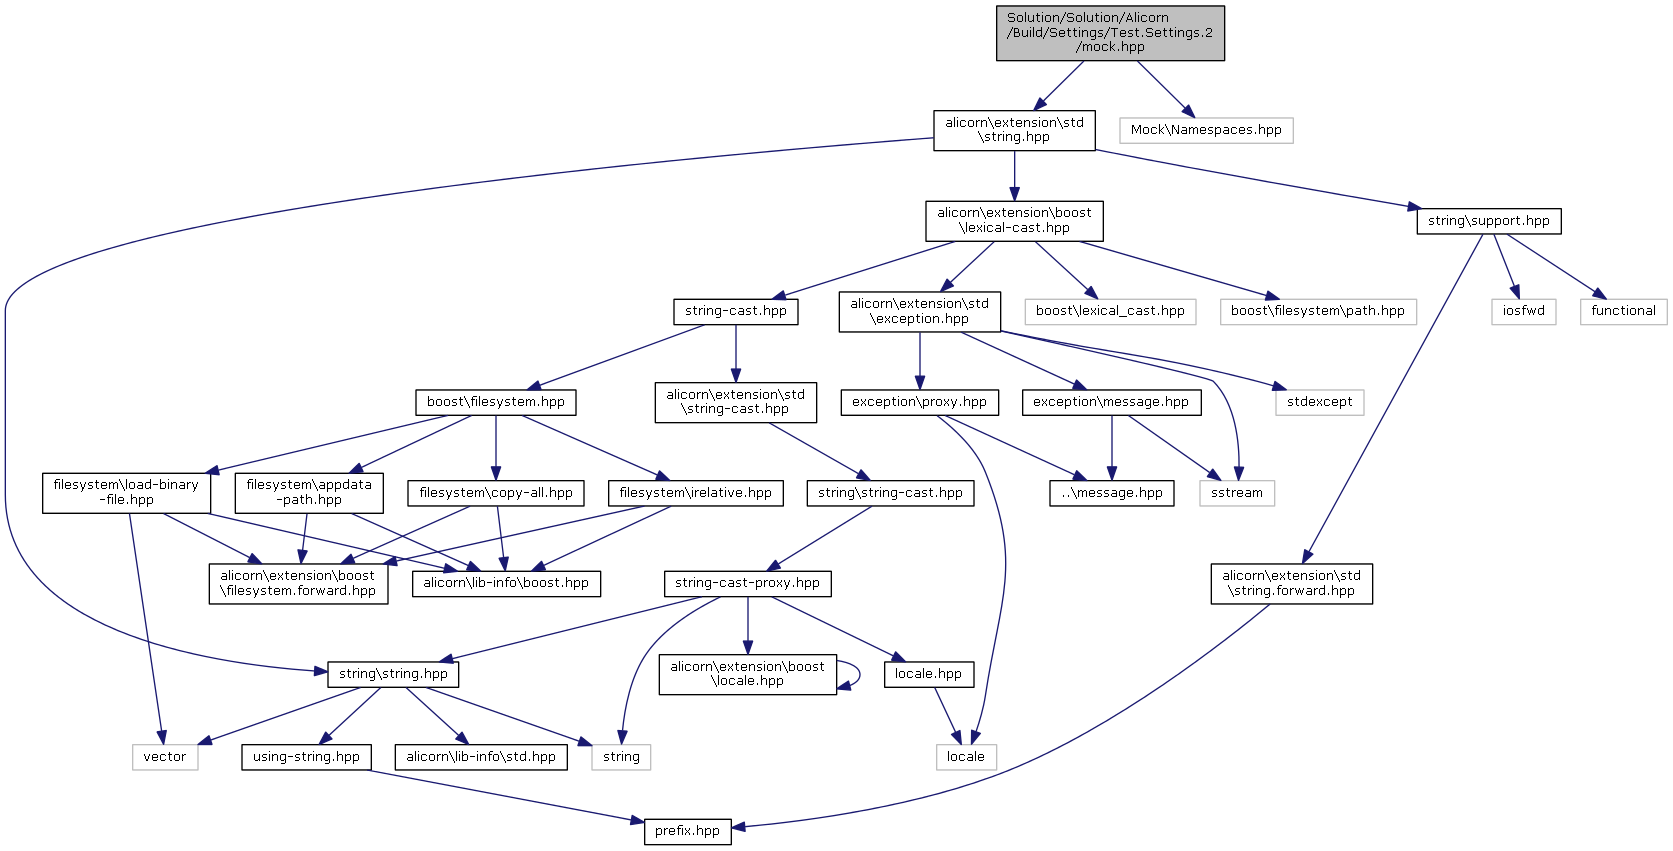 Solution/Solution/Alicorn
/Build/Settings/Test.Settings.2
/mock.hpp
alicorn\extension\std
\string.hpp
Mock\Namespaces.hpp
alicorn\extension\boost
\lexical-cast.hpp
string\support.hpp
string-cast.hpp
alicorn\extension\std
\exception.hpp
boost\lexical_cast.hpp
boost\filesystem\path.hpp
iosfwd
functional
boost\filesystem.hpp
alicorn\extension\std
\string-cast.hpp
exception\proxy.hpp
exception\message.hpp
stdexcept
filesystem\load-binary
-file.hpp
filesystem\appdata
-path.hpp
filesystem\copy-all.hpp
filesystem\irelative.hpp
string\string-cast.hpp
..\message.hpp
sstream
alicorn\extension\boost
\filesystem.forward.hpp
alicorn\lib-info\boost.hpp
string-cast-proxy.hpp
alicorn\extension\std
\string.forward.hpp
string\string.hpp
alicorn\extension\boost
\locale.hpp
locale.hpp
vector
using-string.hpp
alicorn\lib-info\std.hpp
string
locale
prefix.hpp